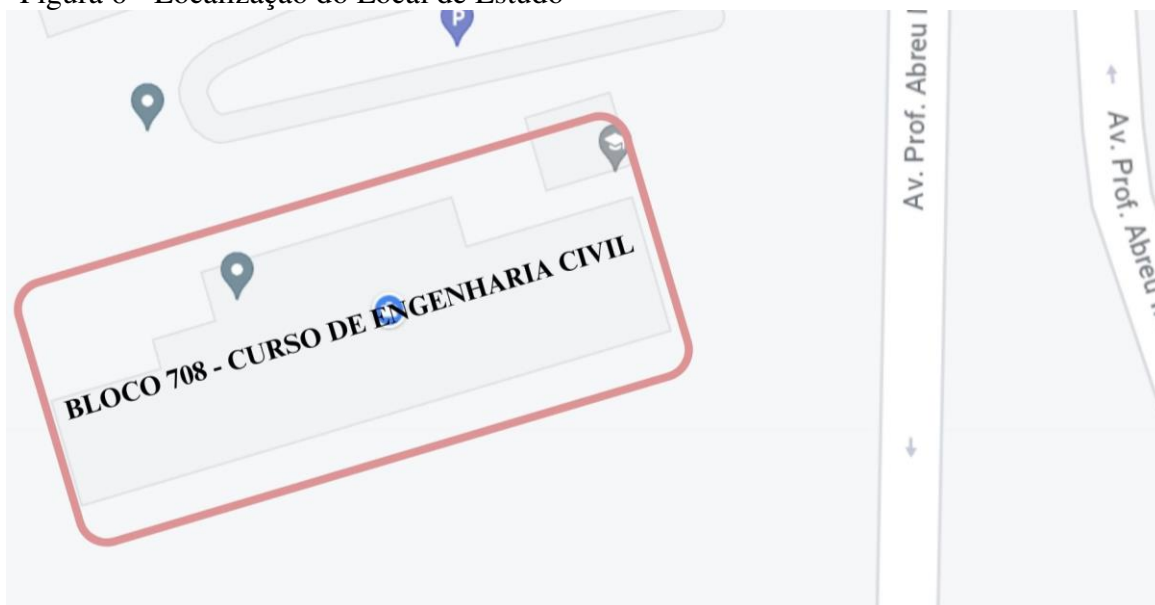 Figura 6 - Localização do Local de Estudo
P
Av. Prof. Abreu
Av. Prof. Abreu
BLOCO 708 - CURSO DE ENGENHARIA CIVIL